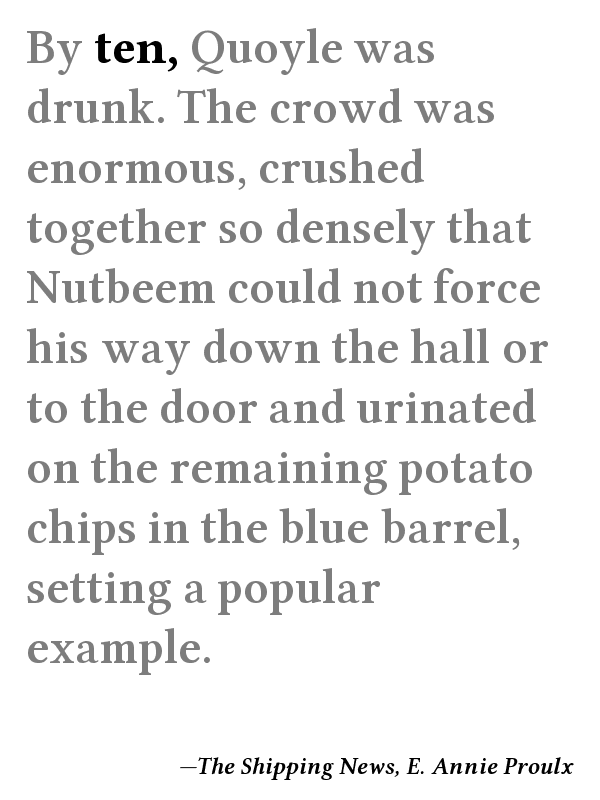 By ten, Quoyle was
drunk. The crowd was
enormous, crushed
together so densely that
Nutbeem could not force
his way down the hall or
to the door and urinated
on the remaining potato
chips in the blue barrel,
setting a popular
example.
—The Shipping News, E. Annie Proulx